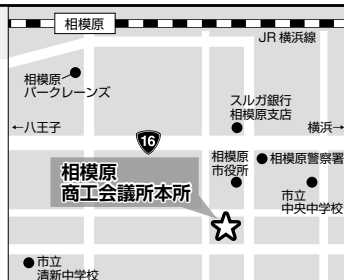 相模原
JR 横浜線
相模原
パークレーンズ
スルガ銀行
相模原支店
←八王子
横浜→
16
相模原
市役所
相模原警察署
相模原
商工会議所本所
市立
中央中学校
市立
清新中学校